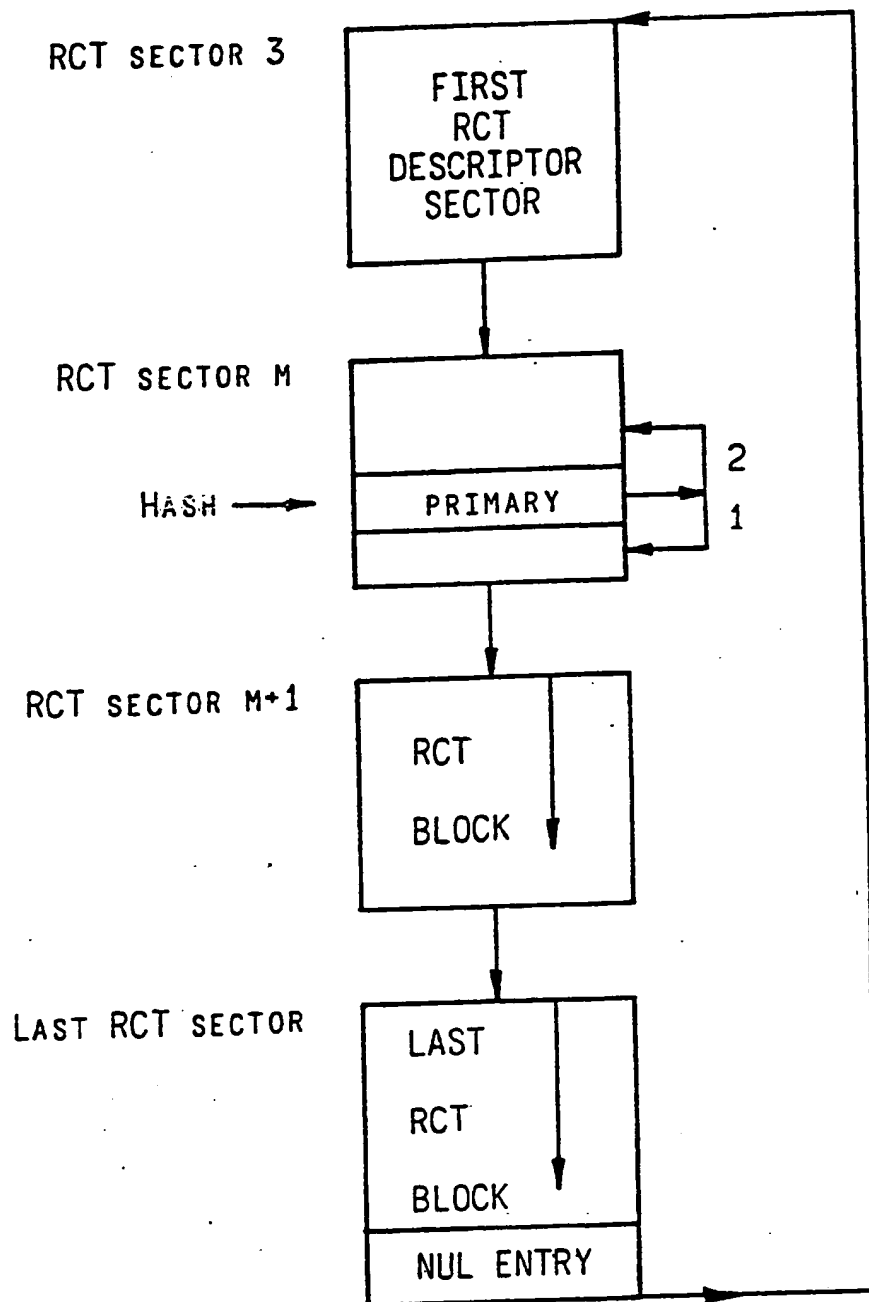 RCT SECTOR 3
FIRST
RCT
DESCRIPTOR
SECTOR
RCT SECTOR M
2
HASH
PRIMARY
1
RCT SECTOR M+1
RCT
BLOCK
LAST RCT SECTOR
LAST
RCT
BLOCK
NUL ENTRY